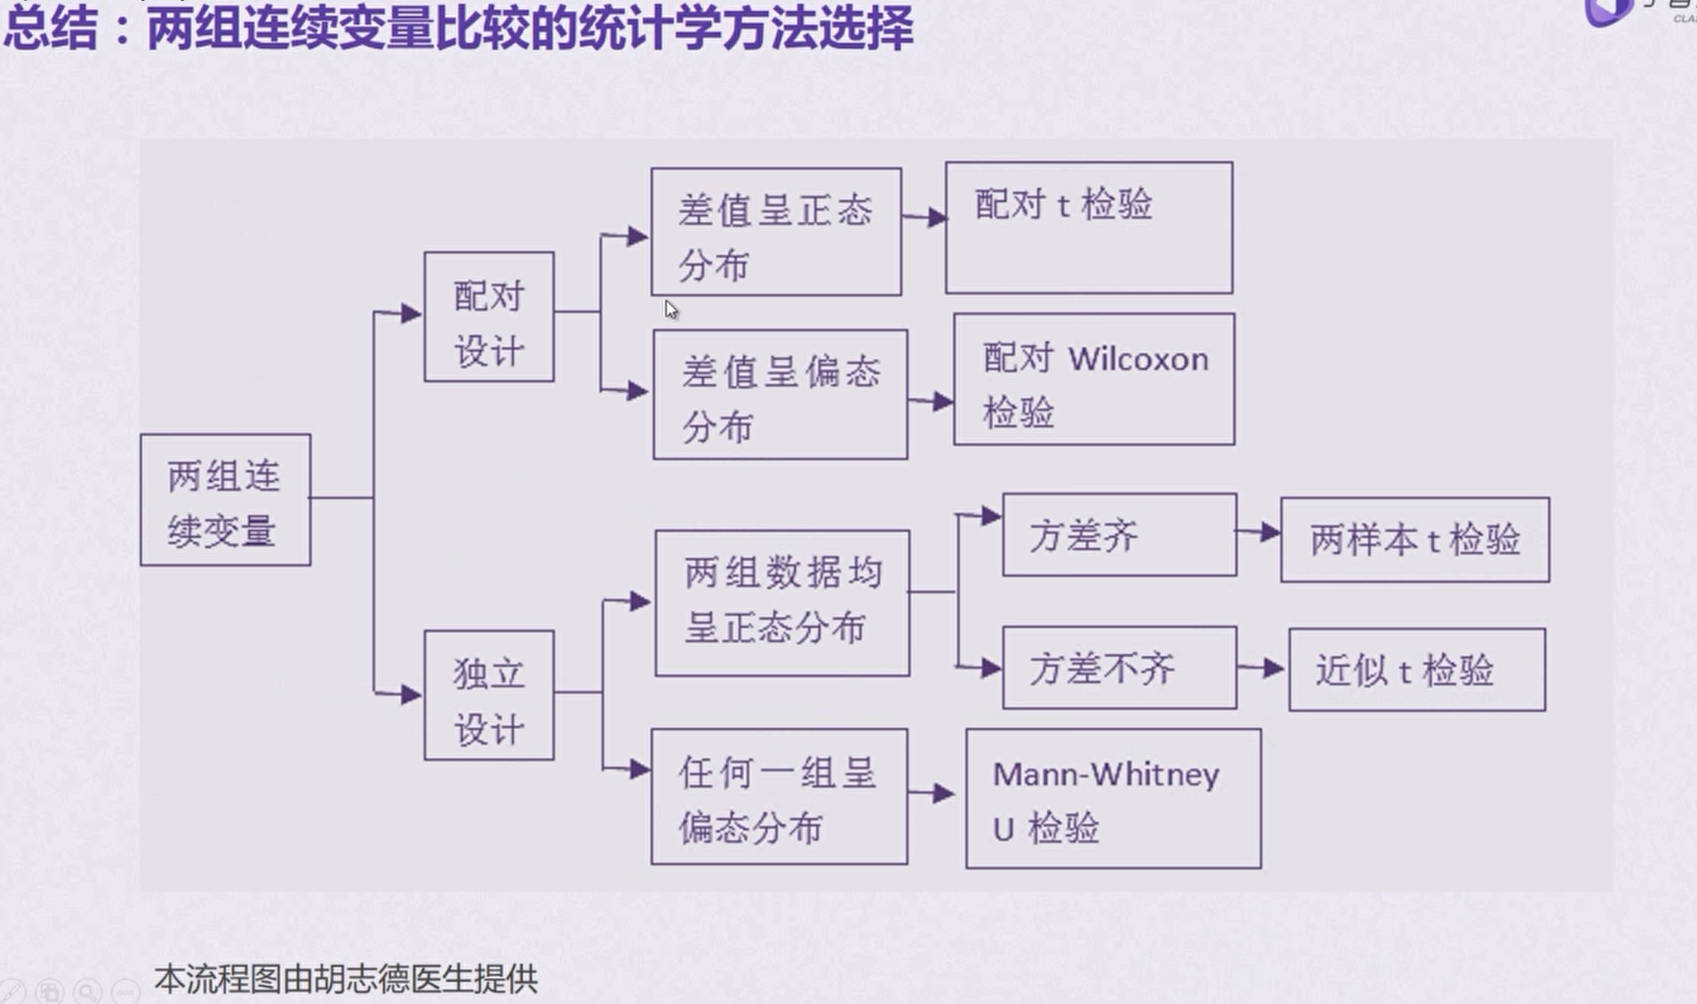 总结：两组连续变量比较的统计学方法选择
差值呈正态
分布
配对 t 检验
配对
设计
差值呈偏态
分布
配对 Wilcoxon
检验
两组连
续变量
两组数据均
呈正态分布
方差齐
两样本 t 检验
方差不齐
近似 t 检验
独立
设计
任何一组呈
偏态分布
Mann-Whitney
U 检验
本流程图由胡志德医生提供